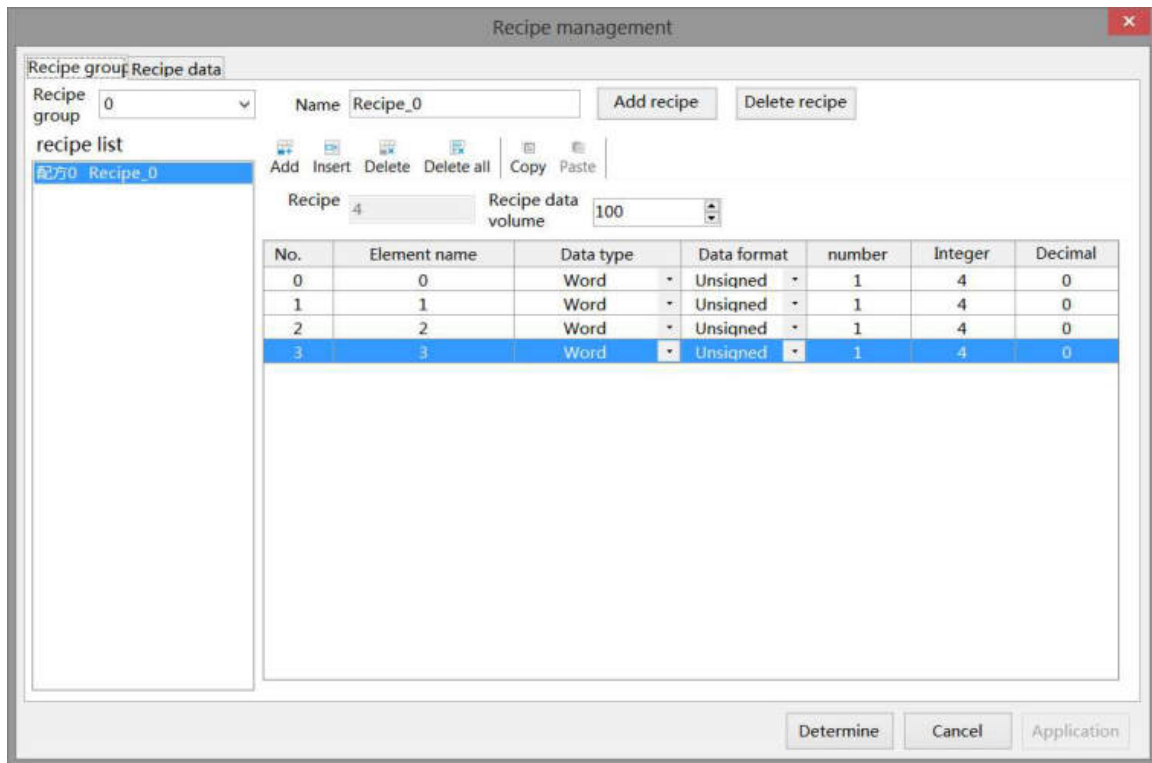 Recipe management
Recipe group Recipe data
Recipe group 0 Name Recipe_0 Add recipe Delete recipe
recipe list
配方0 Recipe_0
Add Insert Delete Delete all Copy Paste
Recipe 4 Recipe data volume 100
No. Element name Data type Data format number Integer Decimal
0 0 Word Unsigned 1 4 0
1 1 Word Unsigned 1 4 0
2 2 Word Unsigned 1 4 0
3 3 Word Unsigned 1 4 0
Determine Cancel Application